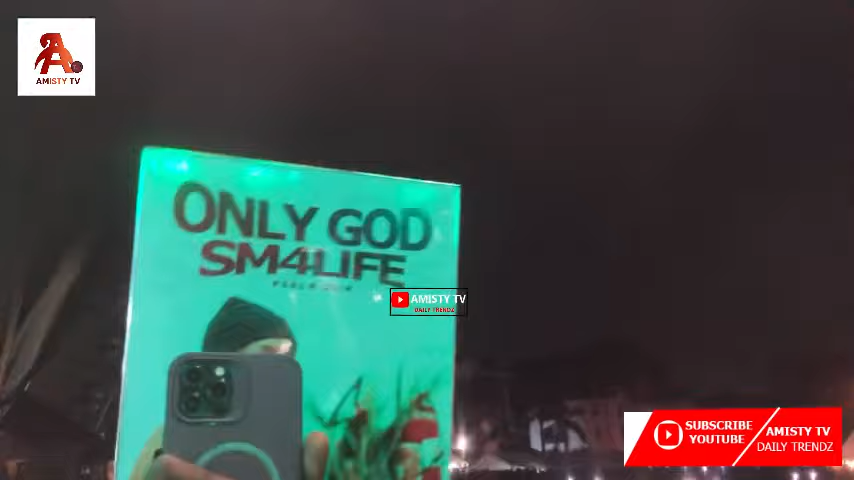 AMISTY TV
ONLY GOD
SM4LIFE
AMISTY TV
DAILY TRENDZ
SUBSCRIBE
YOUTUBE
AMISTY TV
DAILY TRENDZ